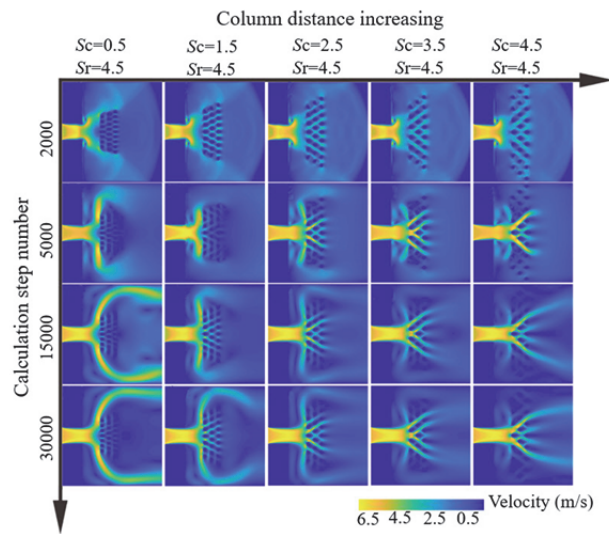 Column distance increasing
Sc=0.5 Sc=1.5 Sc=2.5 Sc=3.5 Sc=4.5
Sr=4.5 Sr=4.5 Sr=4.5 Sr=4.5 Sr=4.5
Calculation step number
2000
5000
15000
30000
Velocity (m/s)
6.5 4.5 2.5 0.5